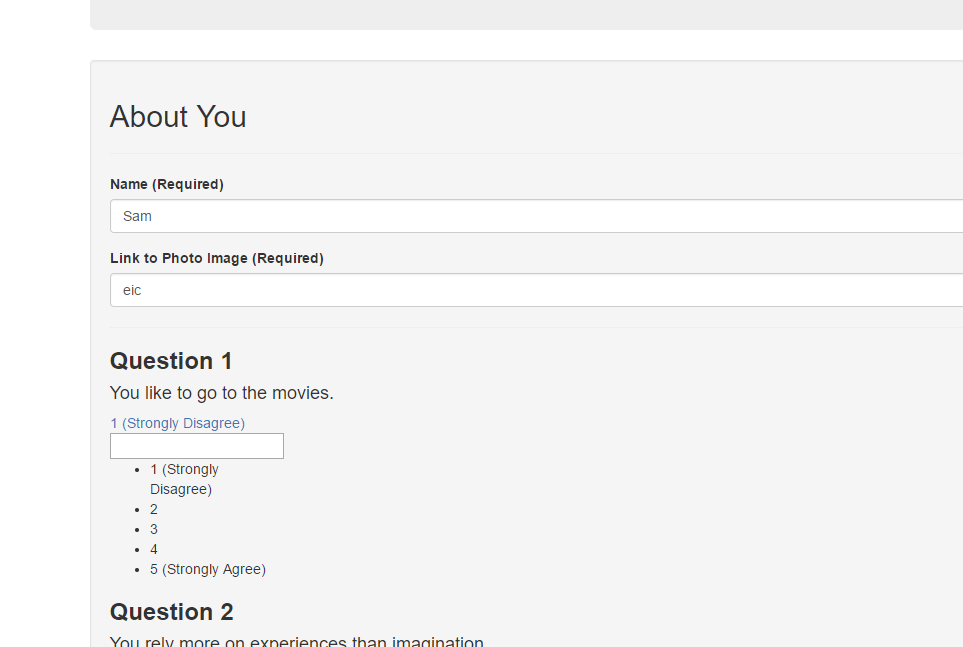 About You
Name (Required)
Sam
Link to Photo Image (Required)
eic
Question 1
You like to go to the movies.
1 (Strongly Disagree)
1 (Strongly
Disagree)
2
3
4
5 (Strongly Agree)
Question 2
You rely more on experiences than imagination